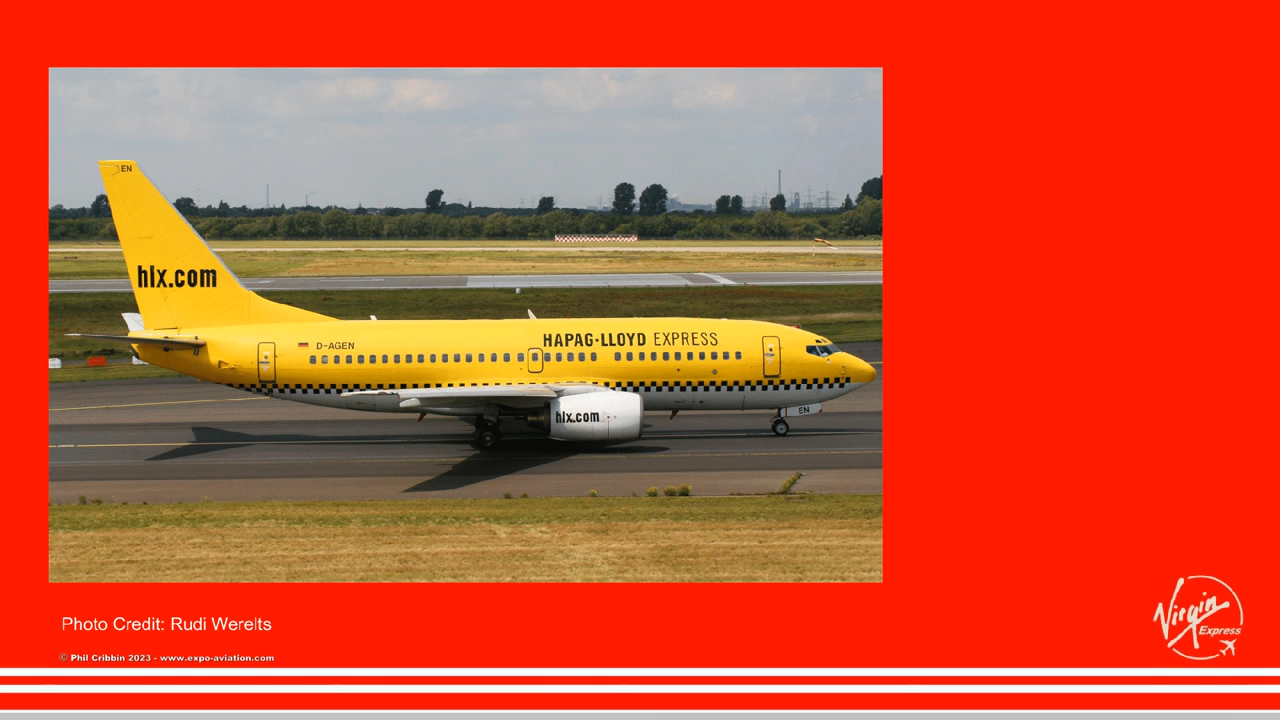 EN
hlx.com
HAPAG-LLOYD EXPRESS
D-AGEN
EN
hlx.com
Photo Credit: Rudi Werelts
Virgin
Express
© Phil Cribbin 2023 - www.expo-aviation.com